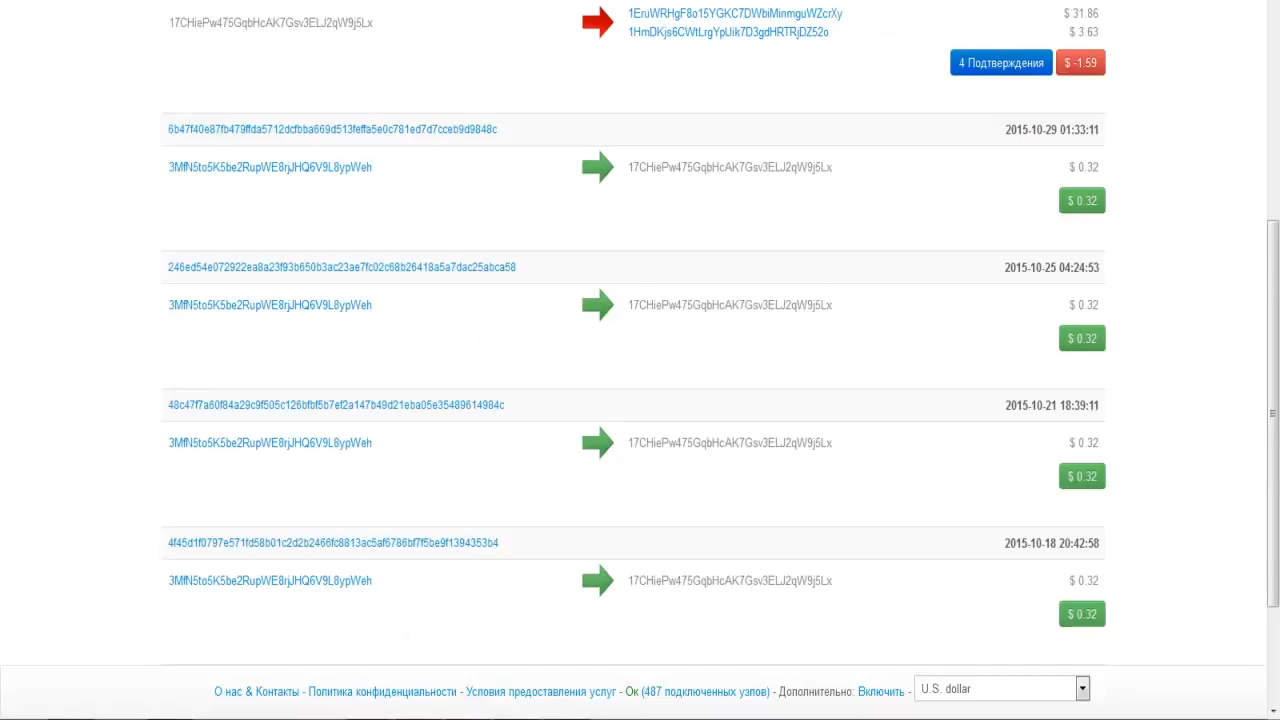 17CHiePw475GqbHcAK7Gsv3ELJ2qW9j5Lx
1EruWRHgF8o15YGKC7DWbiMinmguWZcrXy $ 31.86
1HmDKjs6CWtLrgYpUik7D3gdHRTRjDZ52o $ 3.63
4 Подтверждения $ -1.59
6b47f40e87fb479ffda5712dcfbba669d513feffa5e0c781ed7d7cceb9d9848c 2015-10-29 01:33:11
3MfN5to5K5be2RupWE8rjJHQ6V9L8ypWeh 17CHiePw475GqbHcAK7Gsv3ELJ2qW9j5Lx $ 0.32
$ 0.32
246ed54e072922ea8a23f93b650b3ac23ae7fc02c68b26418a5a7dac25abca58 2015-10-25 04:24:53
3MfN5to5K5be2RupWE8rjJHQ6V9L8ypWeh 17CHiePw475GqbHcAK7Gsv3ELJ2qW9j5Lx $ 0.32
$ 0.32
48c47f7a60f84a29c9f505c126bfbf5b7ef2a147b49d21eba05e35489614984c 2015-10-21 18:39:11
3MfN5to5K5be2RupWE8rjJHQ6V9L8ypWeh 17CHiePw475GqbHcAK7Gsv3ELJ2qW9j5Lx $ 0.32
$ 0.32
4f45d1f0797e571fd58b01c2d2b2466fc8813ac5af6786bf7f5be9f1394353b4 2015-10-18 20:42:58
3MfN5to5K5be2RupWE8rjJHQ6V9L8ypWeh 17CHiePw475GqbHcAK7Gsv3ELJ2qW9j5Lx $ 0.32
$ 0.32
О нас & Контакты - Политика конфиденциальности - Условия предоставления услуг - Ок (487 подключенных узлов) - Дополнительно: Включить - U.S. dollar